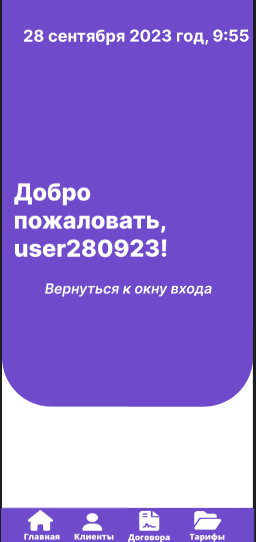 28 сентября 2023 год, 9:55
Добро
пожаловать,
user280923!
Вернуться к окну входа
Главная Клиенты Договора Тарифы